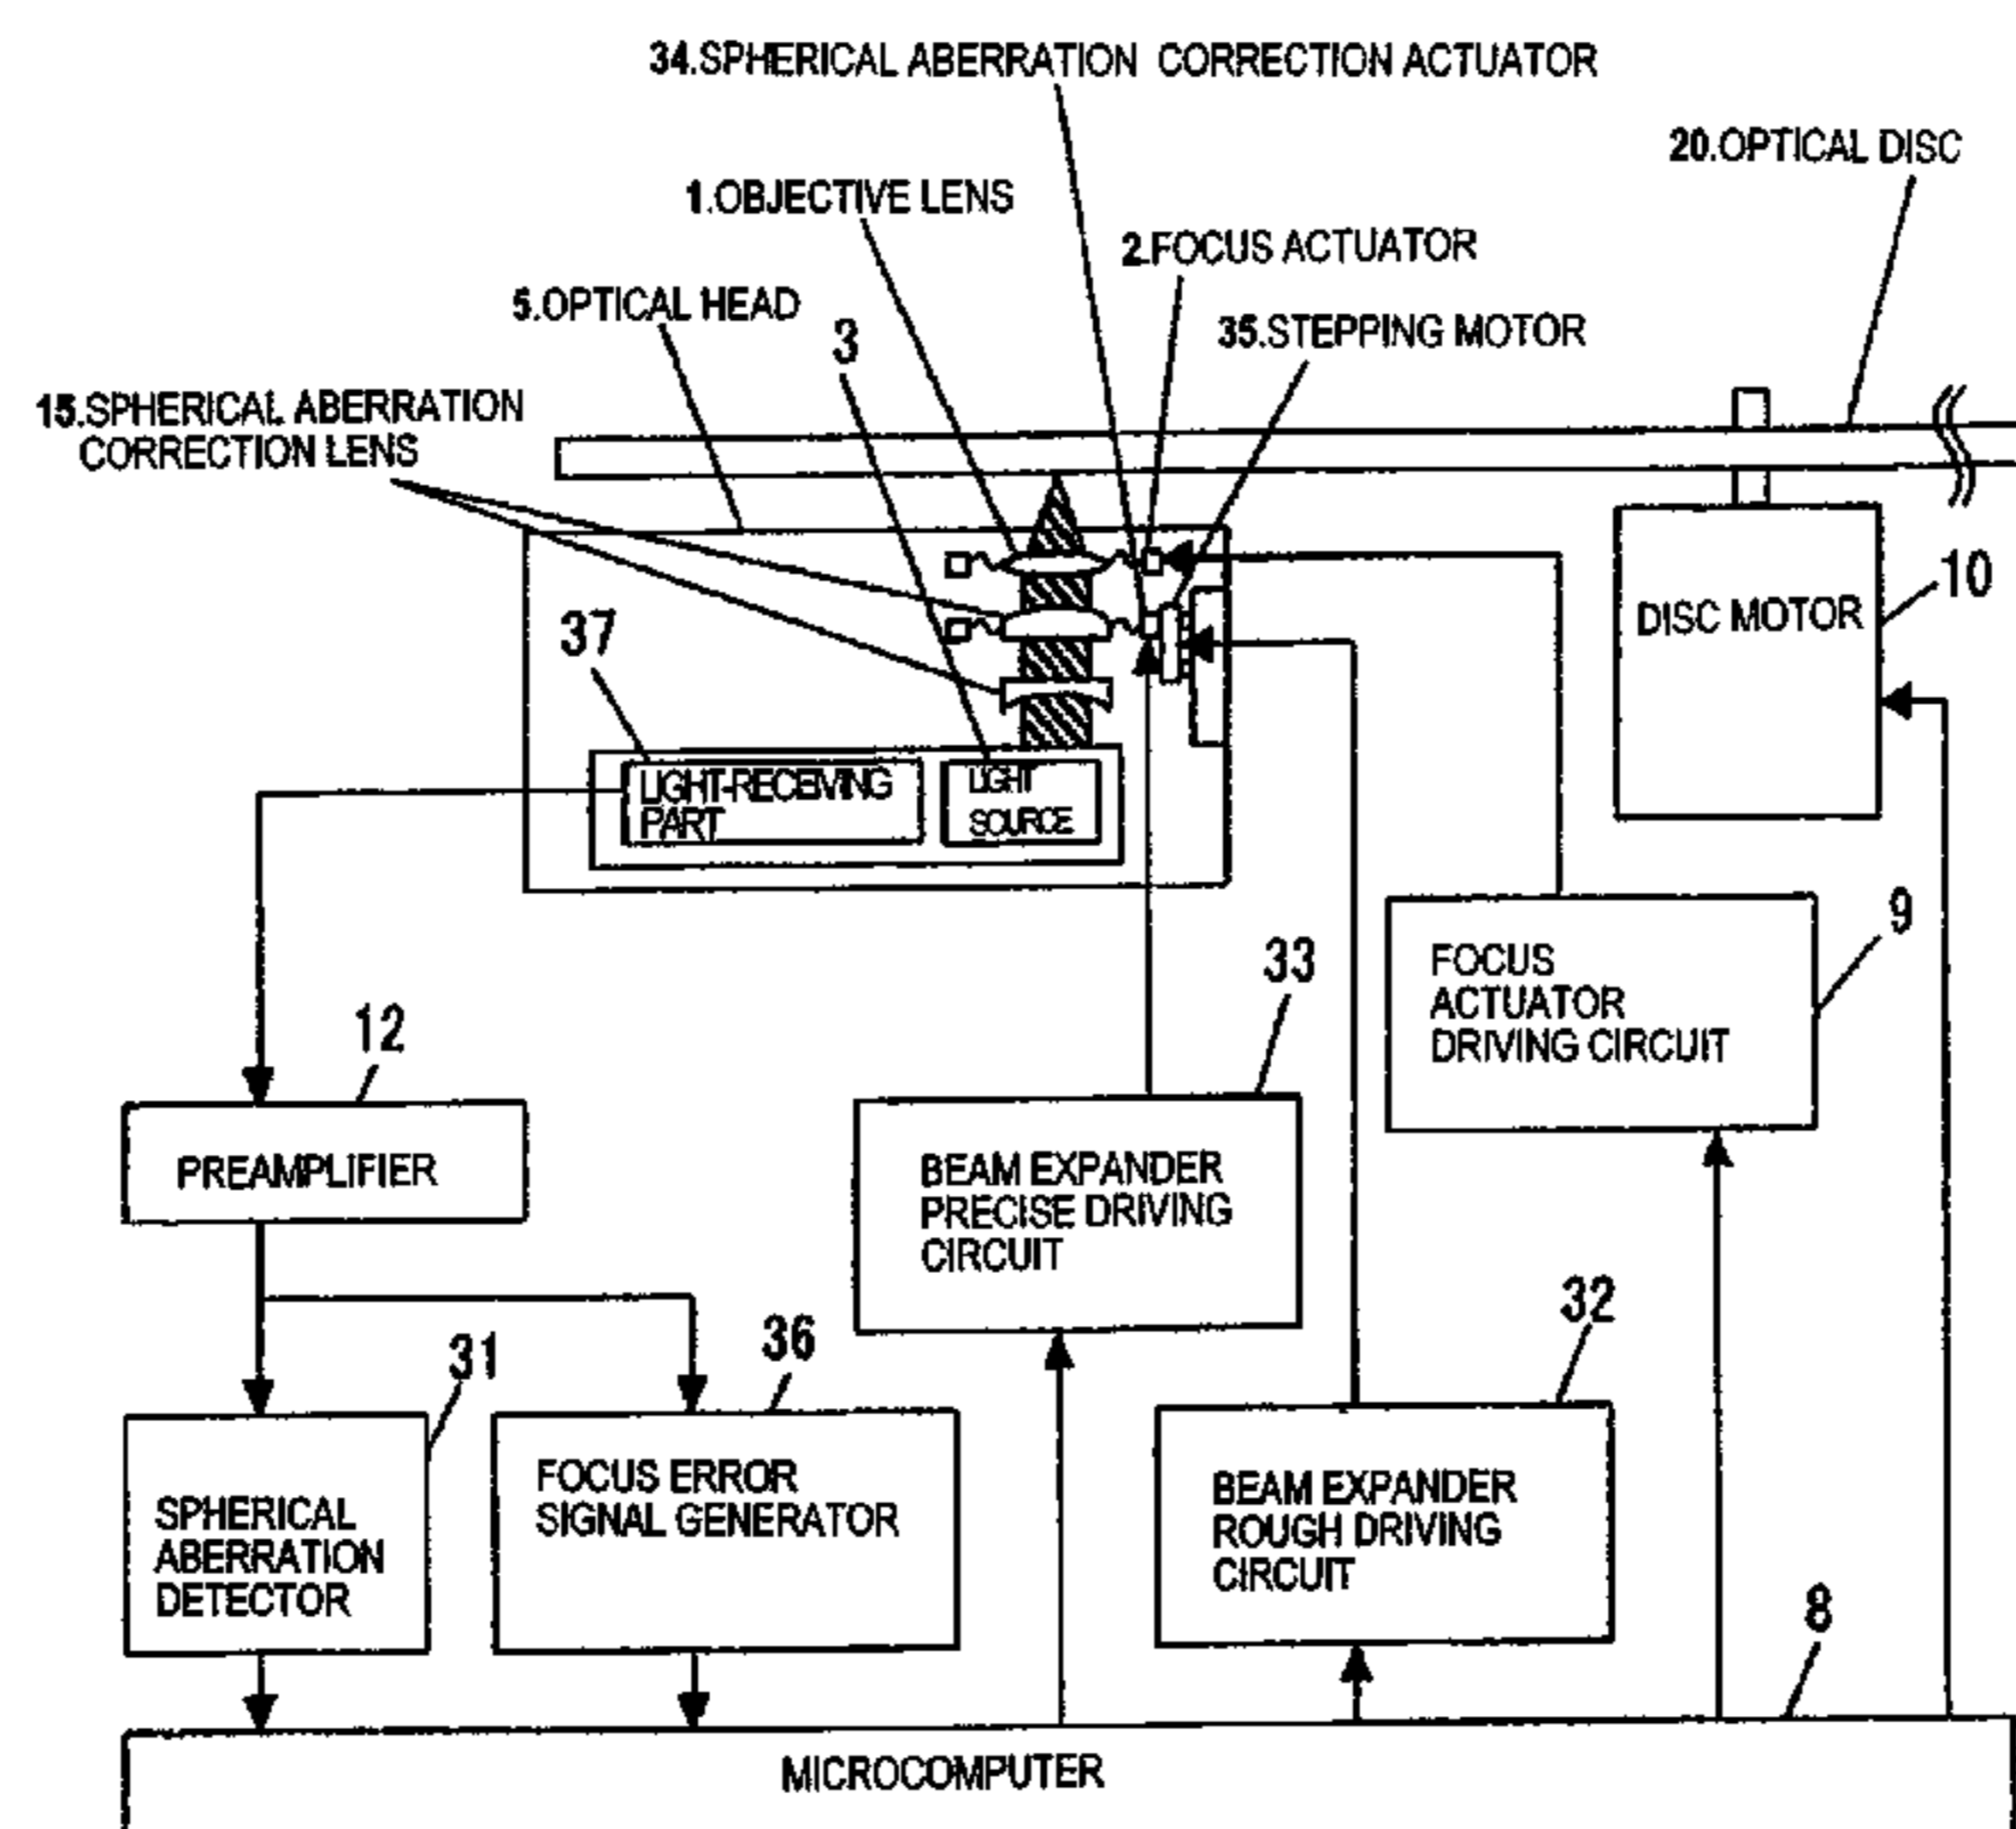 34.SPHERICAL ABERRATION CORRECTION ACTUATOR
20.OPTICAL DISC
1.OBJECTIVE LENS
2.FOCUS ACTUATOR
5.OPTICAL HEAD
3
35.STEPPING MOTOR
15.SPHERICAL ABERRATION
CORRECTION LENS
10
DISC MOTOR
37
LIGHT-RECEIVING
PART
LIGHT
SOURCE
9
FOCUS
ACTUATOR
DRIVING CIRCUIT
33
12
PREAMPLIFIER
BEAM EXPANDER
PRECISE DRIVING
CIRCUIT
32
36
31
FOCUS ERROR
SIGNAL GENERATOR
BEAM EXPANDER
ROUGH DRIVING
CIRCUIT
SPHERICAL
ABERRATION
DETECTOR
8
MICROCOMPUTER